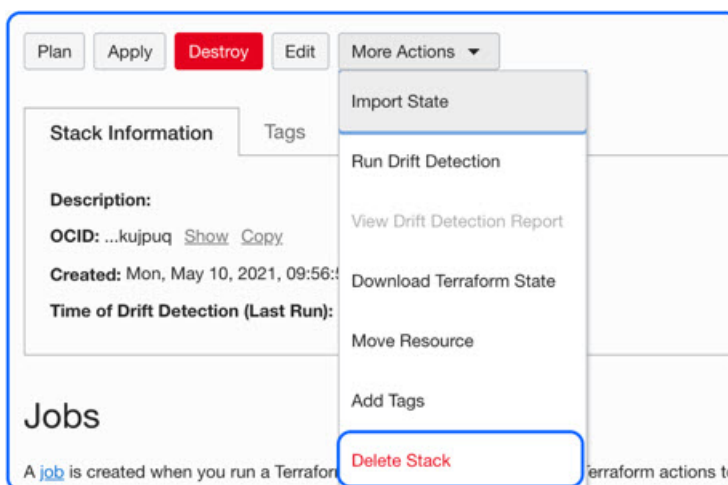 Plan Apply Destroy Edit More Actions
Import State
Stack Information Tags
Run Drift Detection
Description:
View Drift Detection Report
OCID: ...kujpuq Show Copy
Created: Mon, May 10, 2021, 09:56:
Download Terraform State
Time of Drift Detection (Last Run):
Move Resource
Add Tags
Jobs
Delete Stack
A job is created when you run a Terrafor
erraform actions